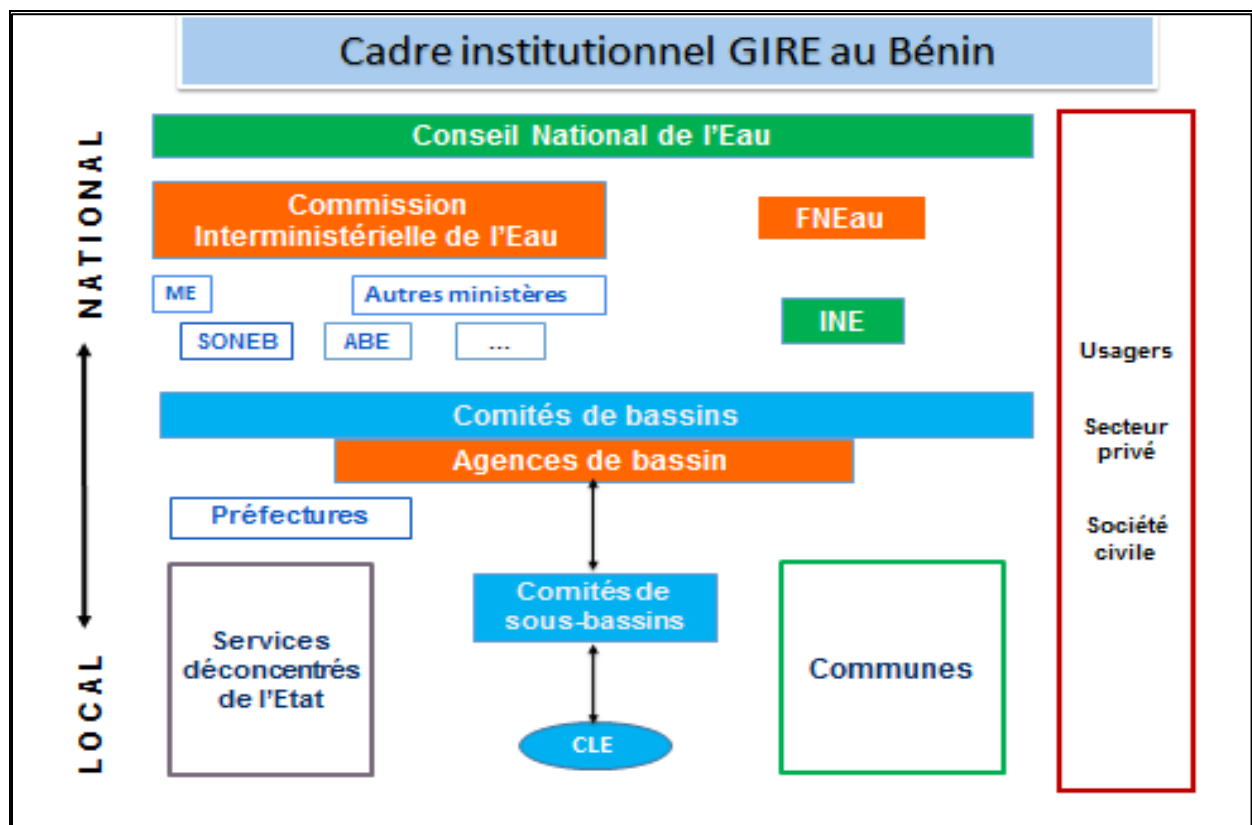 Cadre institutionnel GIRE au Bénin
NATIONAL
LOCAL
Conseil National de l'Eau
Commission
Interministérielle de l'Eau
FNEau
ME
Autres ministères
SONEB
ABE
...
INE
Comités de bassins
Agences de bassin
Préfectures
Services
déconcentrés
de l'Etat
Comités de
sous-bassins
CLE
Communes
Usagers
Secteur
privé
Société
civile